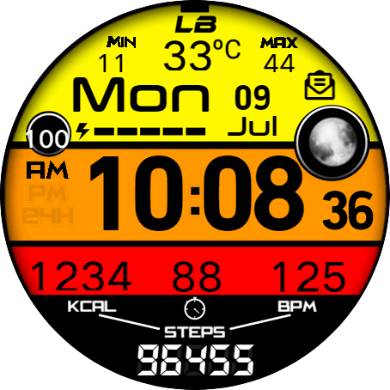 LB
MIN 33°C MAX
11 44
Mon 09
Jul
100
AM 10:08 36
PM
24H
1234 88 125
KCAL BPM
STEPS
96455